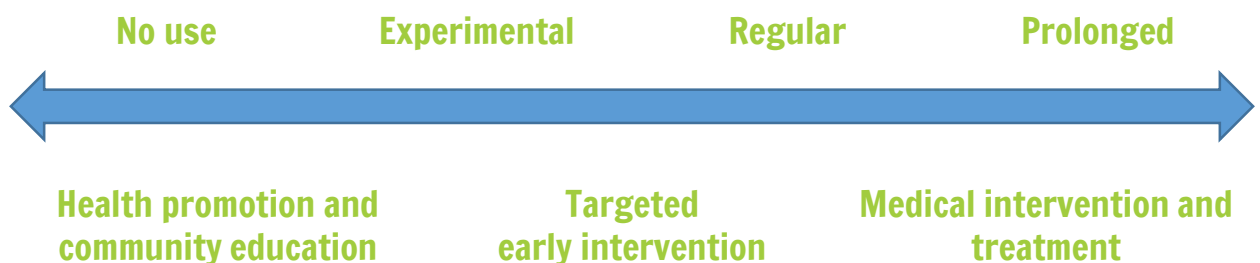 No use Experimental Regular Prolonged
Health promotion and Targeted Medical intervention and
community education early intervention treatment